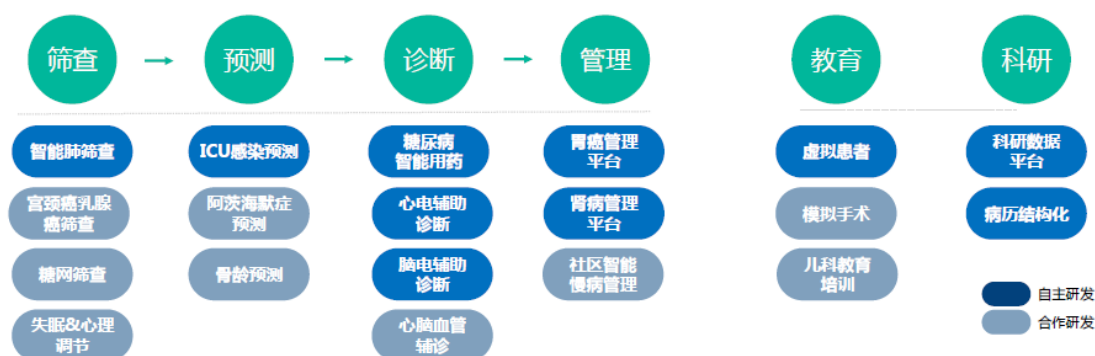 筛查
预测
诊断
管理
教育
科研
智能肺筛查
宫颈癌乳腺
癌筛查
糖网筛查
失眠&心理
调节
ICU感染预测
阿茨海默症
预测
骨龄预测
糖尿病
智能用药
心电辅助
诊断
脑电辅助
诊断
心脑血管
辅诊
胃癌管理
平台
肾病管理
平台
社区智能
慢病管理
虚拟患者
模拟手术
儿科教育
培训
科研数据
平台
病历结构化
自主研发
合作研发